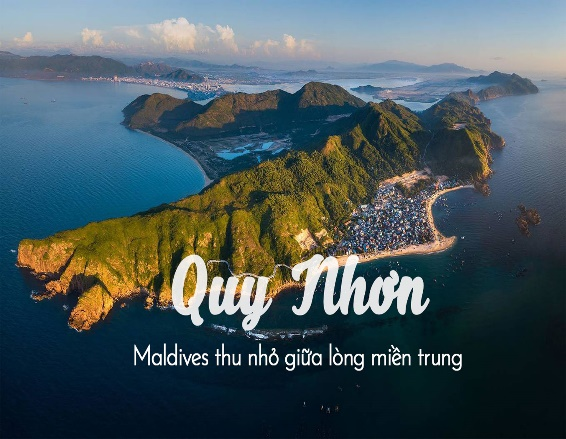 Quy Nhơn
Maldives thu nhỏ giữa lòng miền trung